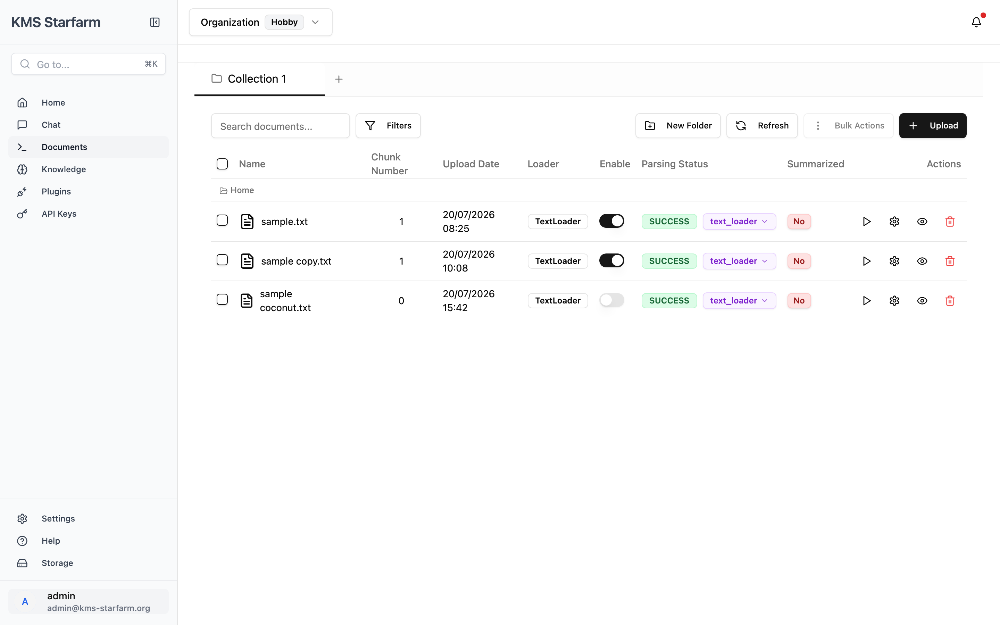 KMS Starfarm
Organization Hobby
Go to... ⌘K
Home
Chat
Documents
Knowledge
Plugins
API Keys
Settings
Help
Storage
A
admin
admin@kms-starfarm.org
Collection 1
Search documents... Filters New Folder Refresh Bulk Actions Upload
Name Chunk Number Upload Date Loader Enable Parsing Status Summarized Actions
Home
sample.txt 1 20/07/2026 08:25 TextLoader SUCCESS text_loader No
sample copy.txt 1 20/07/2026 10:08 TextLoader SUCCESS text_loader No
sample coconut.txt 0 20/07/2026 15:42 TextLoader SUCCESS text_loader No